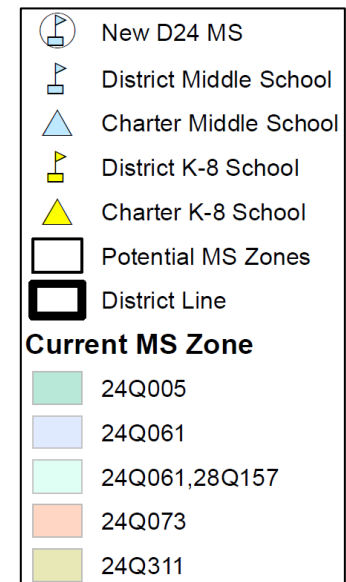 New D24 MS
District Middle School
Charter Middle School
District K-8 School
Charter K-8 School
Potential MS Zones
District Line
Current MS Zone
24Q005
24Q061
24Q061,28Q157
24Q073
24Q311